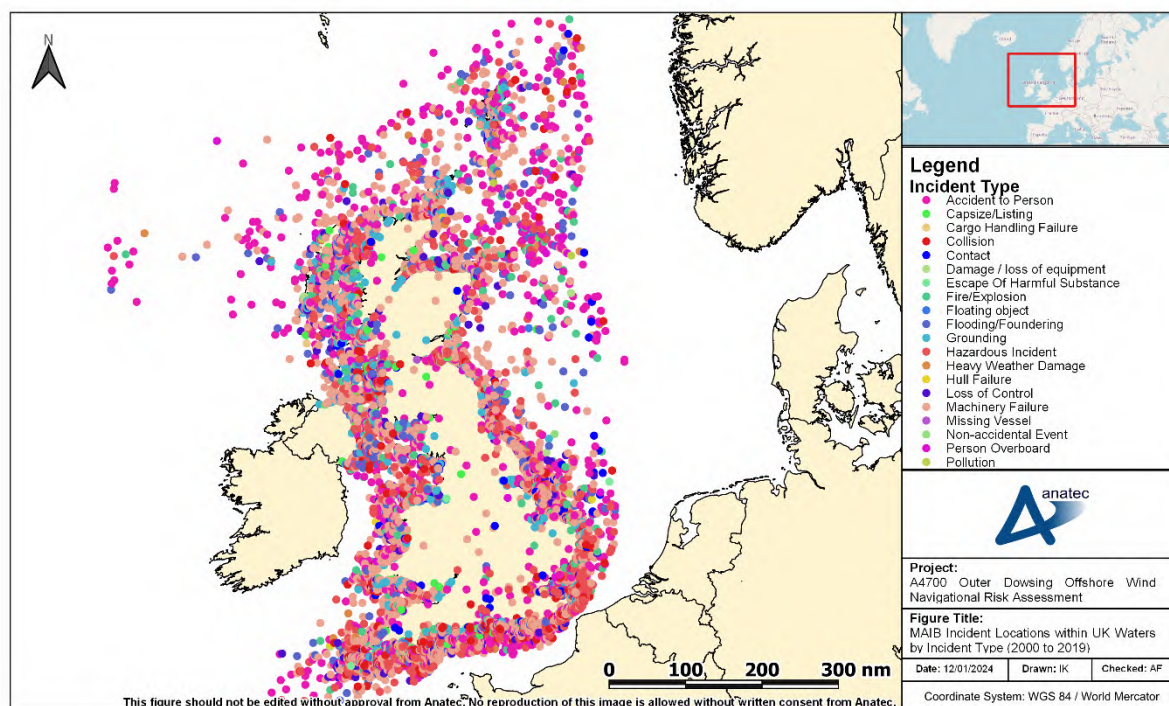 N
Legend
Incident Type
Accident to Person
Capsize/Listing
Cargo Handling Failure
Collision
Contact
Damage / loss of equipment
Escape Of Harmful Substance
Fire/Explosion
Floating object
Flooding/Foundering
Grounding
Hazardous Incident
Heavy Weather Damage
Hull Failure
Loss of Control
Machinery Failure
Missing Vessel
Non-accidental Event
Person Overboard
Pollution
anatec
Project:
A4700 Outer Dowsing Offshore Wind
Navigational Risk Assessment
Figure Title:
MAIB Incident Locations within UK Waters
by Incident Type (2000 to 2019)
Date: 12/01/2024 Drawn: IK Checked: AF
Coordinate System: WGS 84 / World Mercator
0 100 200 300 nm
This figure should not be edited without approval from Anatec. No reproduction of this image is allowed without written consent from Anatec.